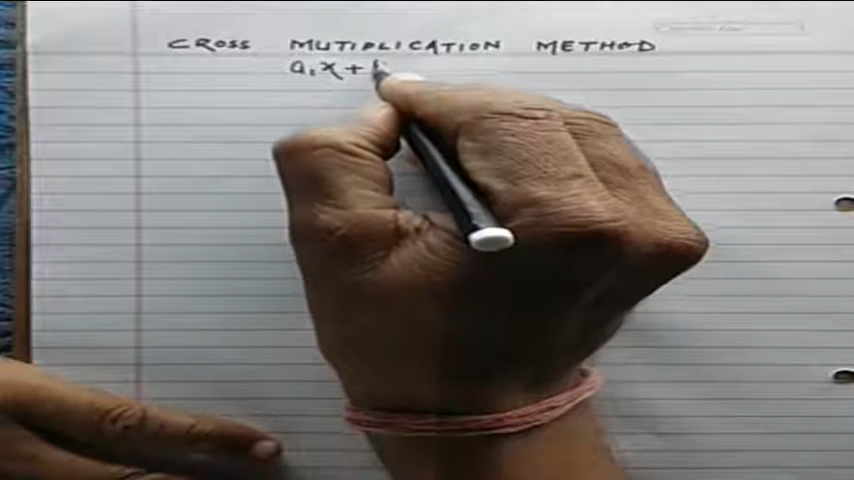 CROSS MUTIPLICATION METHOD
a₁x + b